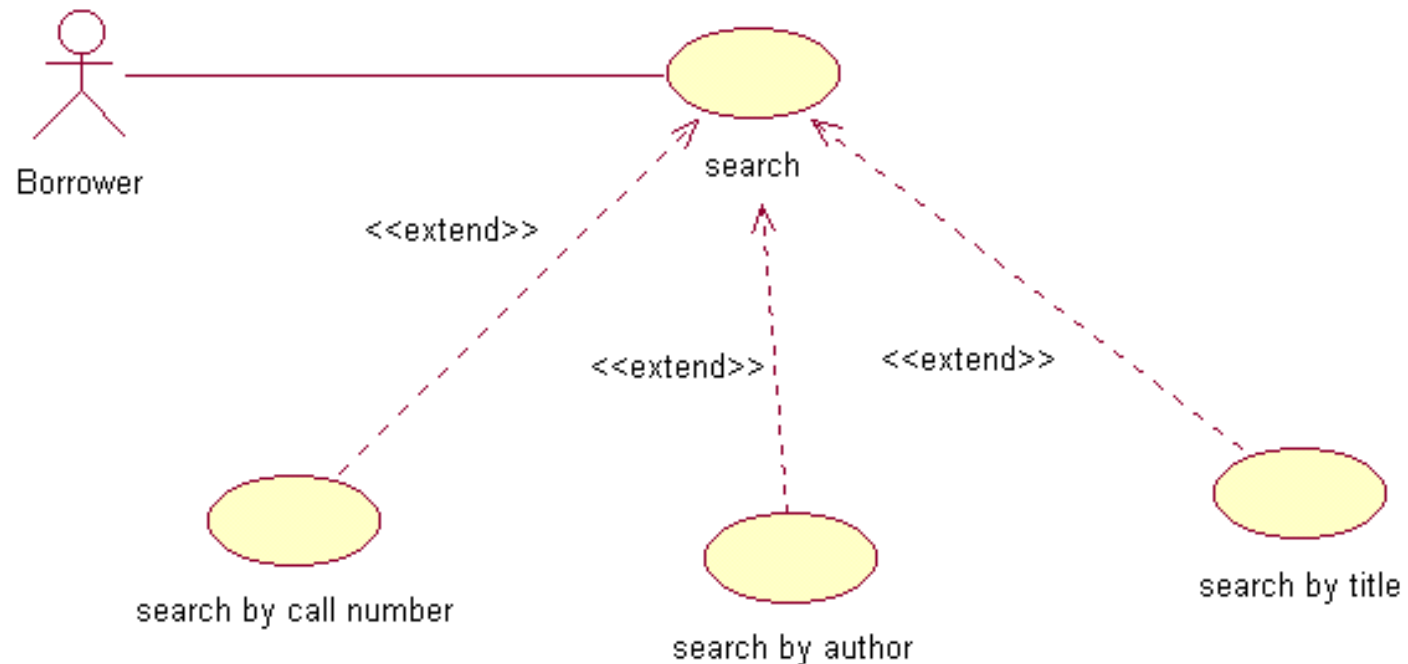 search
Borrower
<<extend>>
<<extend>>
<<extend>>
search by call number
search by author
search by title